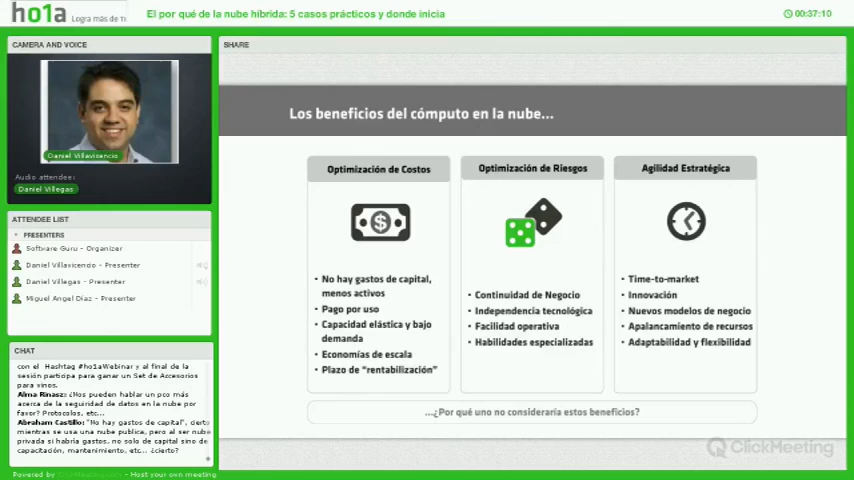 ho1a Logra más de TI
El por qué de la nube híbrida: 5 casos prácticos y donde inicia
00:37:10
CAMERA AND VOICE
Daniel Villavicencio
Audio attendee:
Daniel Villegas
ATTENDEE LIST
PRESENTERS
Software Guru - Organizer
Daniel Villavicencio - Presenter
Daniel Villegas - Presenter
Miguel Angel Diaz - Presenter
CHAT
con el Hashtag #ho1aWebinar y al final de la
sesión participa para ganar un Set de Accesorios
para vinos.
Alma Rinasz: ¿Nos pueden hablar un pco más
acerca de la seguiridad de datos en la nube por
favor? Protocolos, etc...
Abraham Castillo: "No hay gastos de capital", cierto
mientras se una nube publica, pero al ser nube
privada si habría gastos, no solo de capital sino de
capacitación, mantenimiento, etc... ¿cierto?
Powered by ClickMeeting.com - Host your own meeting
SHARE
Los beneficios del cómputo en la nube...
Optimización de Costos
• No hay gastos de capital,
menos activos
• Pago por uso
• Capacidad elástica y bajo
demanda
• Economías de escala
• Plazo de “rentabilización”
Optimización de Riesgos
• Continuidad de Negocio
• Independencia tecnológica
• Facilidad operativa
• Habilidades especializadas
Agilidad Estratégica
• Time-to-market
• Innovación
• Nuevos modelos de negocio
• Apalancamiento de recursos
• Adaptabilidad y flexibilidad
...¿Por qué uno no consideraría estos beneficios?
ClickMeeting